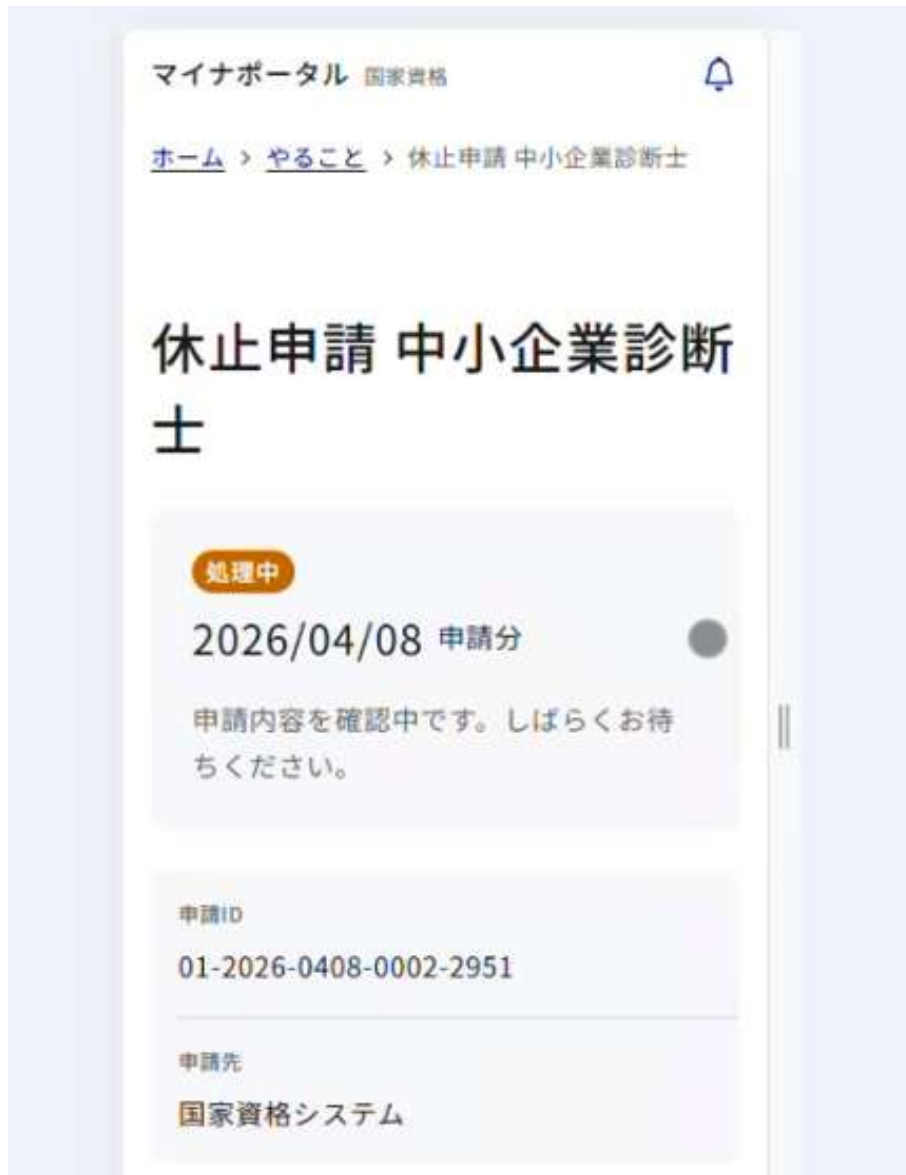 マイナポータル 国家資格
ホーム > やること > 休止申請 中小企業診断士
休止申請 中小企業診断
士
処理中
2026/04/08 申請分
申請内容を確認中です。しばらくお待
ちください。
申請ID
01-2026-0408-0002-2951
申請先
国家資格システム